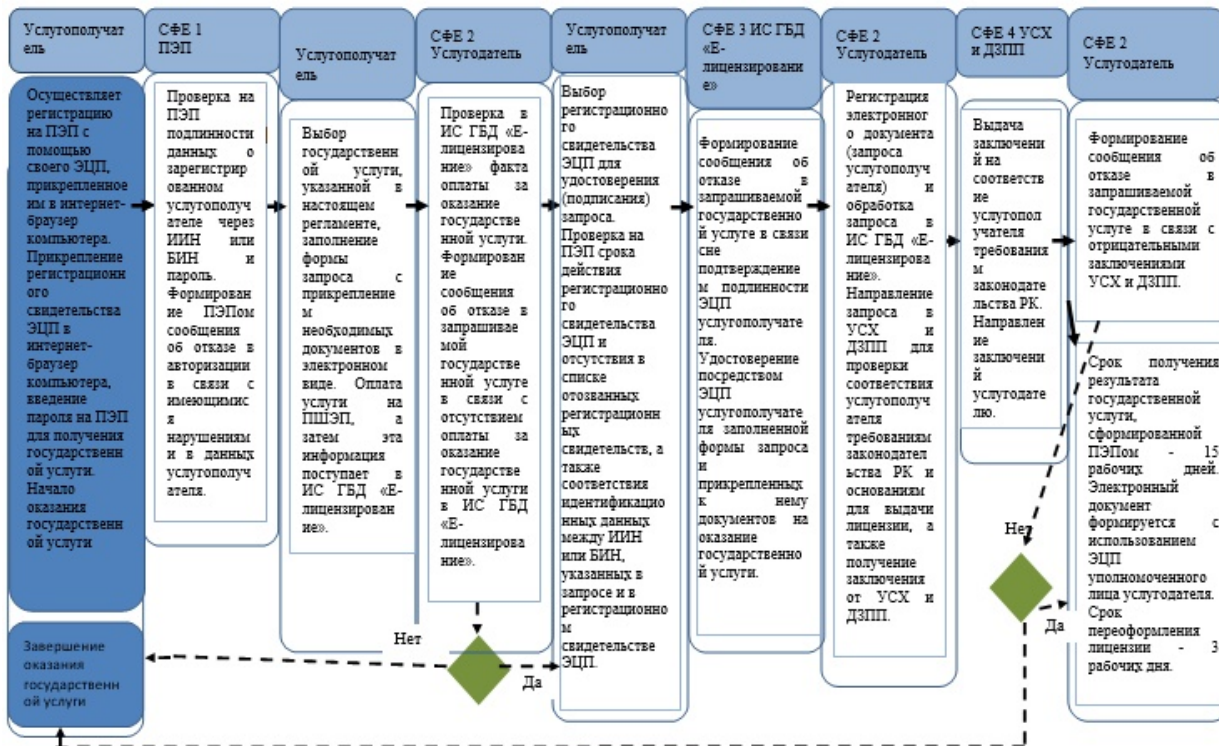 Услугополучат
ель
Осуществляет
регистрацию
на ПЭП с
помощью
своего ЭЦП,
прикрепленное
им в интернет-
браузер
компьютера.
Прикрепление
регистрационн
ого
свидетельства
ЭЦП в
интернет-
браузер
компьютера,
введение
пароля на ПЭП
для получения
государственн
ой услуги.
Начало
оказания
государственн
ой услуги
Завершение
оказания
государственн
ой услуги
СФЕ 1
ПЭП
Проверка на
ПЭП
подлинности
данных о
зарегистрир
ованном
услугополуч
ателе через
ИИН или
БИН и
пароль.
Формирован
ие ПЭПом
сообщения
об отказе в
авторизации
в связи с
имеющимис
я
нарушениям
и в данных
услугополуч
ателя.
Услугополучат
ель
Выбор
государственн
ой услуги,
указанной в
настоящем
регламенте,
заполнение
формы
запроса с
прикрепление
м
необходимых
документов в
электронном
виде. Оплата
услуги на
ПШЭП, а
затем эта
информация
поступает в
ИС ГБД «Е-
лицензирован
ие».
СФЕ 2
Услугодатель
Проверка в
ИС ГБД «Е-
лицензирова
ние» факта
оплаты за
оказание
государстве
нной услуги.
Формирован
ие
сообщения
об отказе в
запрашивае
мой
государстве
нной услуге
в связи с
отсутствием
оплаты за
оказание
государстве
нной услуги
в ИС ГБД
«Е-
лицензирова
ние».
Нет
Да
Услугополучат
ель
Выбор
регистрационн
ого
свидетельства
ЭЦП для
удостоверения
(подписания)
запроса.
Проверка на
ПЭП срока
действия
регистрационн
ого
свидетельства
ЭЦП и
отсутствия в
списке
отозванных
регистрационн
ых
свидетельств, а
также
соответствия
идентификацио
нных данных
между ИИН
или БИН,
указанных в
запросе и в
регистрационно
м
свидетельстве
ЭЦП.
СФЕ 3 ИС ГБД
«Е-
лицензировани
е»
Формирование
сообщения об
отказе в
запрашиваемой
государственно
й услуге в связи
сне
подтверждение
м подлинности
ЭЦП
услугополучате
ля.
Удостоверение
посредством
ЭЦП
услугополучате
ля заполненной
формы запроса
и
прикрепленных
к нему
документов на
оказание
государственно
й услуги.
СФЕ 2
Услугодатель
Регистрация
электронног
о документа
(запроса
услугополуч
ателя) и
обработка
запроса в
ИС ГБД «Е-
лицензирова
ние».
Направление
запроса в
УСХ и
ДЗПП для
проверки
соответствия
услугополуч
ателя
требованиям
законодатель
ства РК и
основаниям
для выдачи
лицензии, а
также
получение
заключения
от УСХ и
ДЗПП.
СФЕ 4 УСХ
и ДЗПП
Выдача
заключени
й на
соответств
ие
услугопол
учателя
требования
м
законодате
льства РК.
Направлен
ие
заключени
й
услугодате
лю.
СФЕ 2
Услугодатель
Формирование
сообщения об
отказе в
запрашиваемой
государственной
услуге в связи с
отрицательными
заключениями
УСХ и ДЗПП.
Срок получения
результата
государственной
услуги,
сформированной
ПЭПом - 15
рабочих дней.
Электронный
документ
формируется с
использованием
ЭЦП
уполномоченного
лица услугодателя.
Срок
переоформления
лицензии - 3
рабочих дня.
Нет
Да